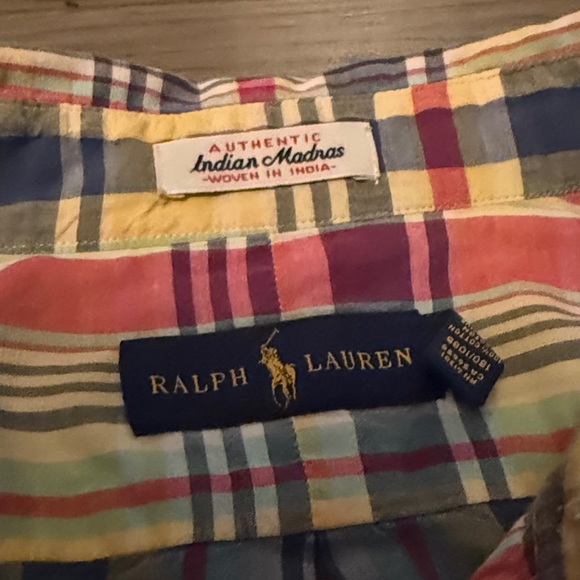 AUTHENTIC
Indian Madras
-WOVEN IN INDIA-
RALPH LAUREN